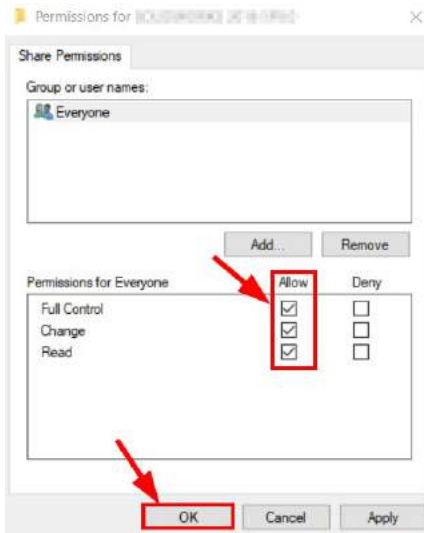 Permissions for
Share Permissions
Group or user names:
Everyone
Add...
Remove
Permissions for Everyone
Allow
Deny
Full Control
Change
Read
OK
Cancel
Apply